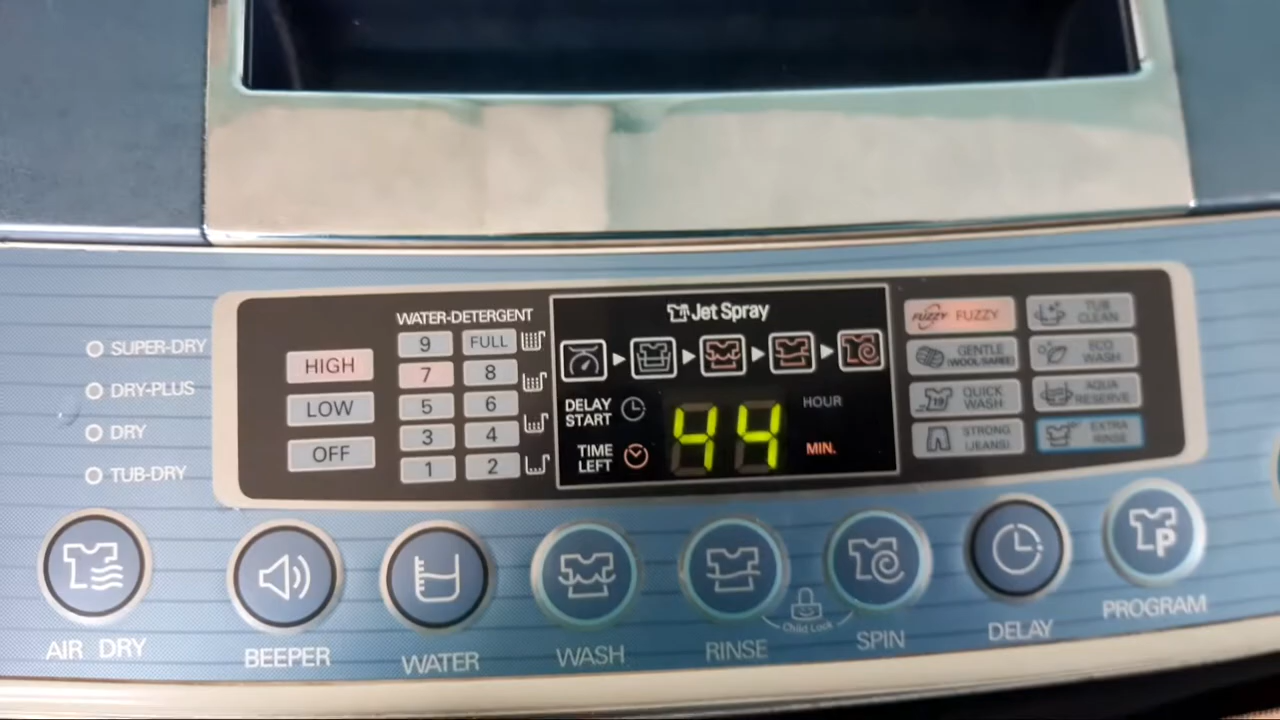 SUPER-DRY
DRY-PLUS
DRY
TUB-DRY
HIGH
LOW
OFF
WATER-DETERGENT
9 FULL
7 8
5 6
3 4
1 2
Jet Spray
DELAY
START
TIME
LEFT
44
HOUR
MIN.
FUZZY FUZZY
GENTLE
(WOOL/SAREE)
QUICK
WASH
19
STRONG
(JEANS)
TUB
CLEAN
ECO
WASH
AQUA
RESERVE
EXTRA
RINSE
AIR DRY
BEEPER
WATER
WASH
RINSE
Child Lock
SPIN
DELAY
P
PROGRAM